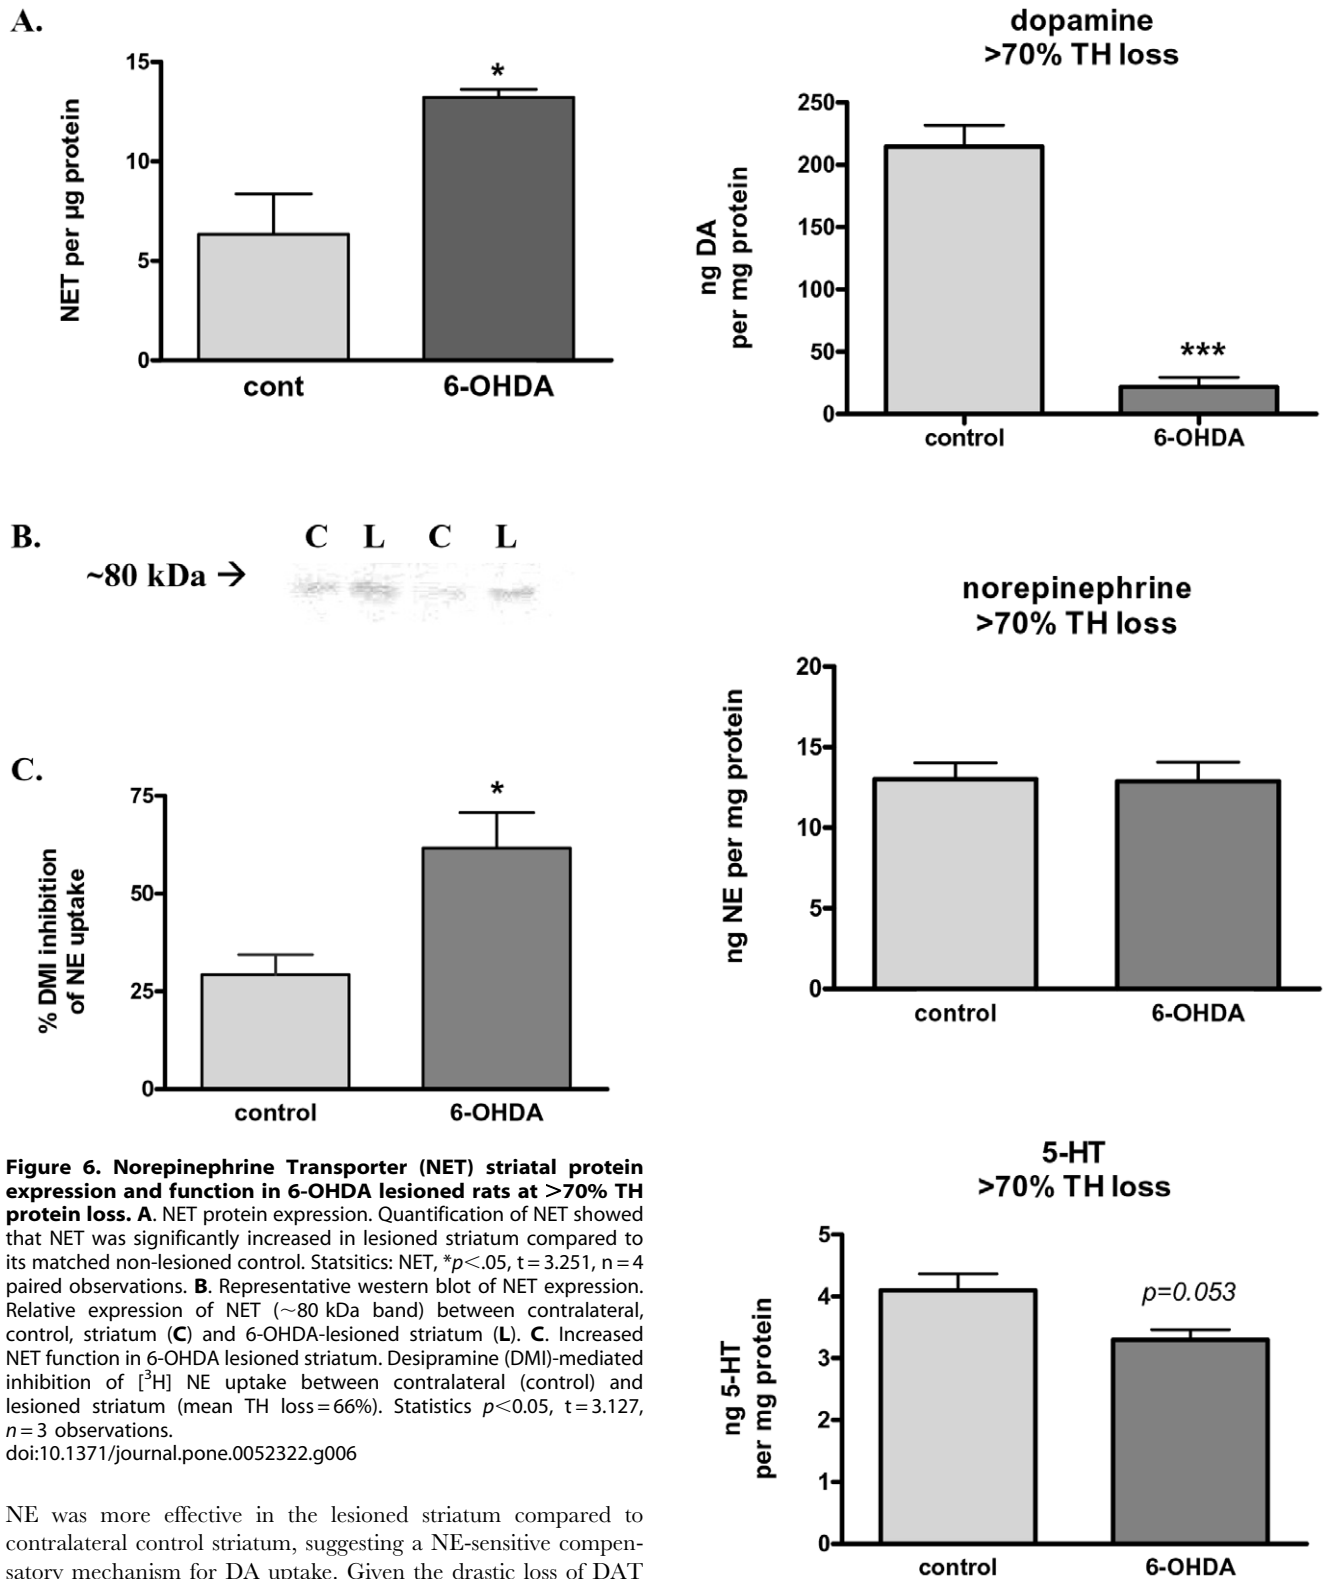 A.
15
10
5
0
NET per µg protein
*
cont 6-OHDA
B.
C L C L
~80 kDa →
C.
75
50
25
0
% DMI inhibition
of NE uptake
*
control 6-OHDA
Figure 6. Norepinephrine Transporter (NET) striatal protein
expression and function in 6-OHDA lesioned rats at >70% TH
protein loss. A. NET protein expression. Quantification of NET showed
that NET was significantly increased in lesioned striatum compared to
its matched non-lesioned control. Statsitics: NET, *p<.05, t = 3.251, n = 4
paired observations. B. Representative western blot of NET expression.
Relative expression of NET (~80 kDa band) between contralateral,
control, striatum (C) and 6-OHDA-lesioned striatum (L). C. Increased
NET function in 6-OHDA lesioned striatum. Desipramine (DMI)-mediated
inhibition of [³H] NE uptake between contralateral (control) and
lesioned striatum (mean TH loss = 66%). Statistics p<0.05, t = 3.127,
n = 3 observations.
doi:10.1371/journal.pone.0052322.g006
NE was more effective in the lesioned striatum compared to
contralateral control striatum, suggesting a NE-sensitive compen-
satory mechanism for DA uptake. Given the drastic loss of DAT
dopamine
>70% TH loss
250
200
150
100
50
0
ng DA
per mg protein
***
control 6-OHDA
norepinephrine
>70% TH loss
20
15
10
5
0
ng NE per mg protein
control 6-OHDA
5-HT
>70% TH loss
5
4
3
2
1
0
ng 5-HT
per mg protein
p=0.053
control 6-OHDA